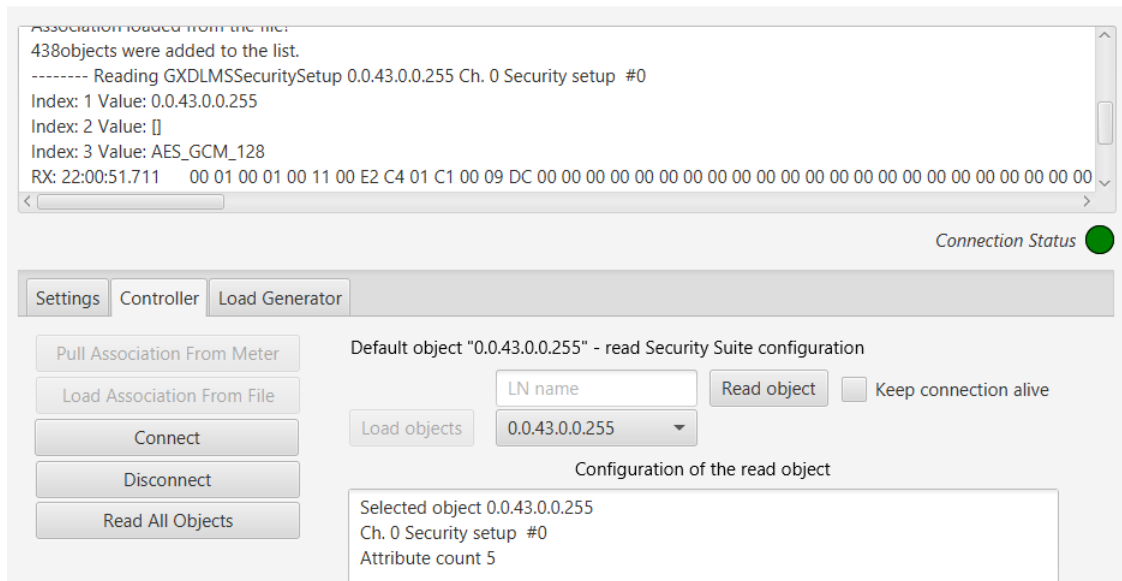 Association loaded from the file!
438objects were added to the list.
-------- Reading GXDLMSSecuritySetup 0.0.43.0.0.255 Ch. 0 Security setup  #0
Index: 1 Value: 0.0.43.0.0.255
Index: 2 Value: []
Index: 3 Value: AES_GCM_128
RX: 22:00:51.711 00 01 00 01 00 11 00 E2 C4 01 C1 00 09 DC 00 00 00 00 00 00 00 00 00 00 00 00 00 00 00 00 00 00 00 00 00 00 00
Connection Status
Settings Controller Load Generator
Pull Association From Meter
Default object "0.0.43.0.0.255" - read Security Suite configuration
Load Association From File
LN name Read object Keep connection alive
Connect
Load objects 0.0.43.0.0.255
Disconnect
Configuration of the read object
Read All Objects
Selected object 0.0.43.0.0.255
Ch. 0 Security setup  #0
Attribute count 5